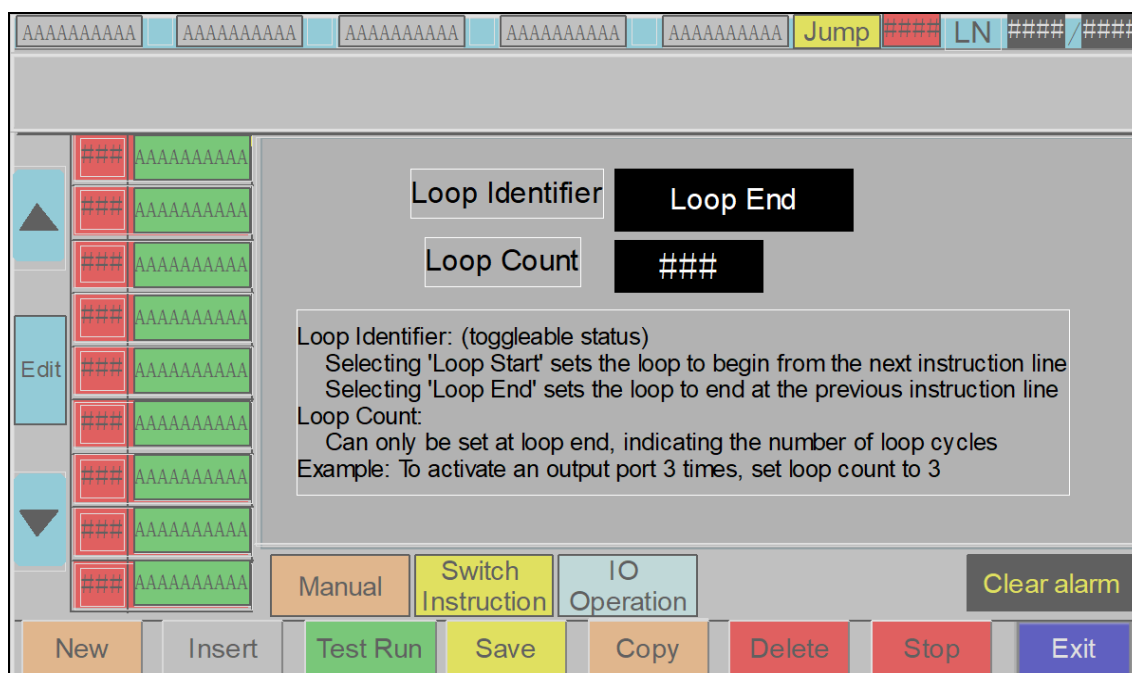 AAAAAAAAAA AAAAAAAAAA AAAAAAAAAA AAAAAAAAAA AAAAAAAAAA Jump #### LN #### / ####
### AAAAAAAAAA
Loop Identifier Loop End
### AAAAAAAAAA
Loop Count ###
### AAAAAAAAAA
### AAAAAAAAAA
Loop Identifier: (toggleable status)
Selecting 'Loop Start' sets the loop to begin from the next instruction line
Edit
### AAAAAAAAAA
Selecting 'Loop End' sets the loop to end at the previous instruction line
Loop Count:
### AAAAAAAAAA
Can only be set at loop end, indicating the number of loop cycles
Example: To activate an output port 3 times, set loop count to 3
### AAAAAAAAAA
### AAAAAAAAAA
### AAAAAAAAAA
Manual
Switch
Instruction
IO
Operation
Clear alarm
New Insert Test Run Save Copy Delete Stop Exit